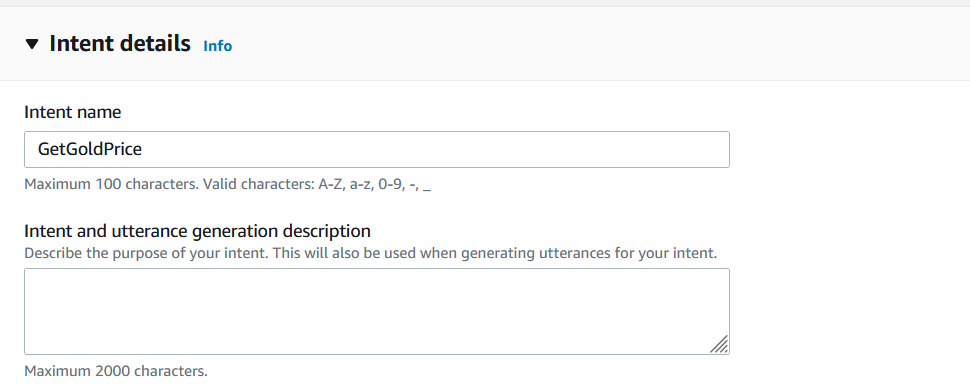 Intent details Info
Intent name
GetGoldPrice
Maximum 100 characters. Valid characters: A-Z, a-z, 0-9, -, _
Intent and utterance generation description
Describe the purpose of your intent. This will also be used when generating utterances for your intent.
Maximum 2000 characters.